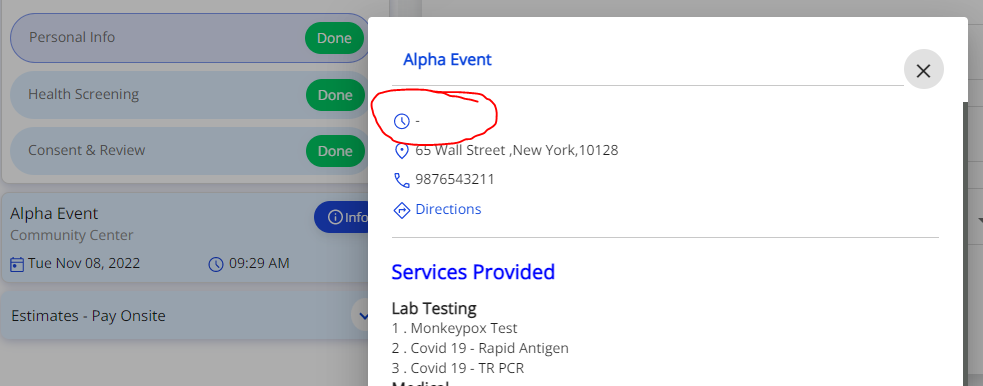 Personal Info
Done
Health Screening
Done
Consent & Review
Done
Alpha Event
Info
Community Center
Tue Nov 08, 2022
09:29 AM
Estimates - Pay Onsite
Alpha Event
-
65 Wall Street ,New York,10128
9876543211
Directions
Services Provided
Lab Testing
1 . Monkeypox Test
2 . Covid 19 - Rapid Antigen
3 . Covid 19 - TR PCR
Medical